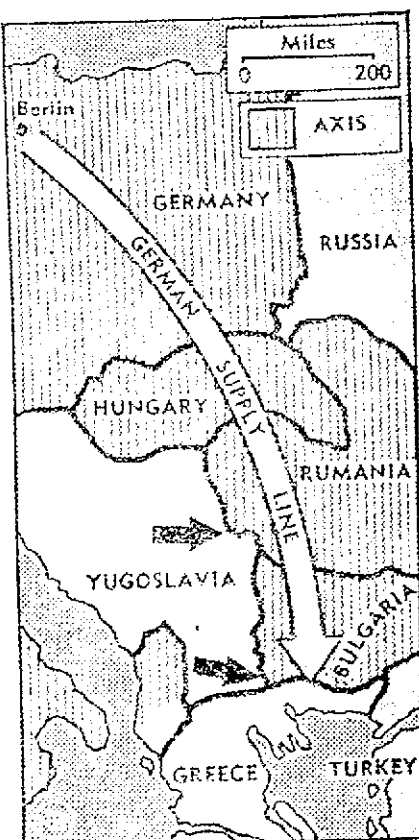 Miles
0 200
AXIS
Berlin
GERMANY
RUSSIA
GERMAN SUPPLY LINE
HUNGARY
RUMANIA
YUGOSLAVIA
BULGARIA
GREECE
TURKEY